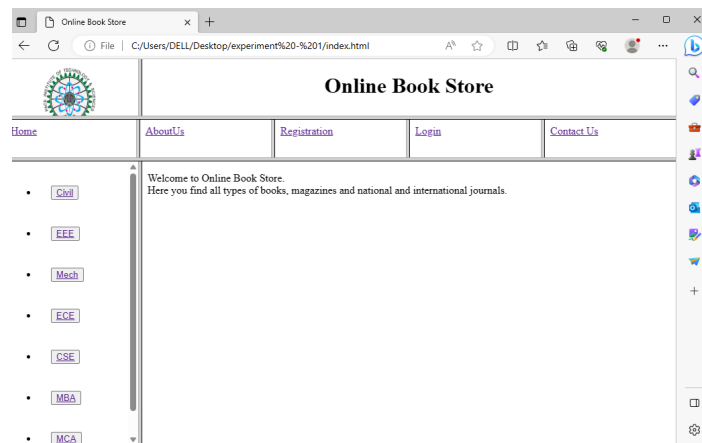 Online Book Store
File
C:/Users/DELL/Desktop/experiment%20-%201/index.html
Online Book Store
Home
AboutUs
Registration
Login
Contact Us
Civil
EEE
Mech
ECE
CSE
MBA
MCA
Welcome to Online Book Store.
Here you find all types of books, magazines and national and international journals.